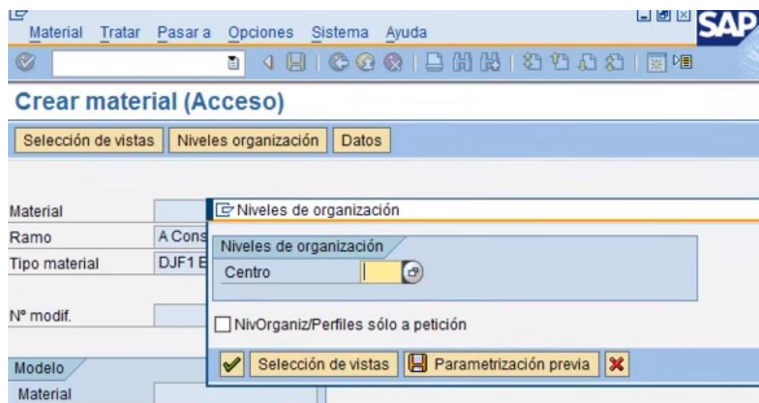 Material Tratar Pasar a Opciones Sistema Ayuda
SAP
Crear material (Acceso)
Selección de vistas Niveles organización Datos
Material
Ramo A Cons
Tipo material DJF1 E
Nº modif.
Modelo
Material
Niveles de organización
Niveles de organización
Centro
NivOrganiz/Perfiles sólo a petición
Selección de vistas Parametrización previa